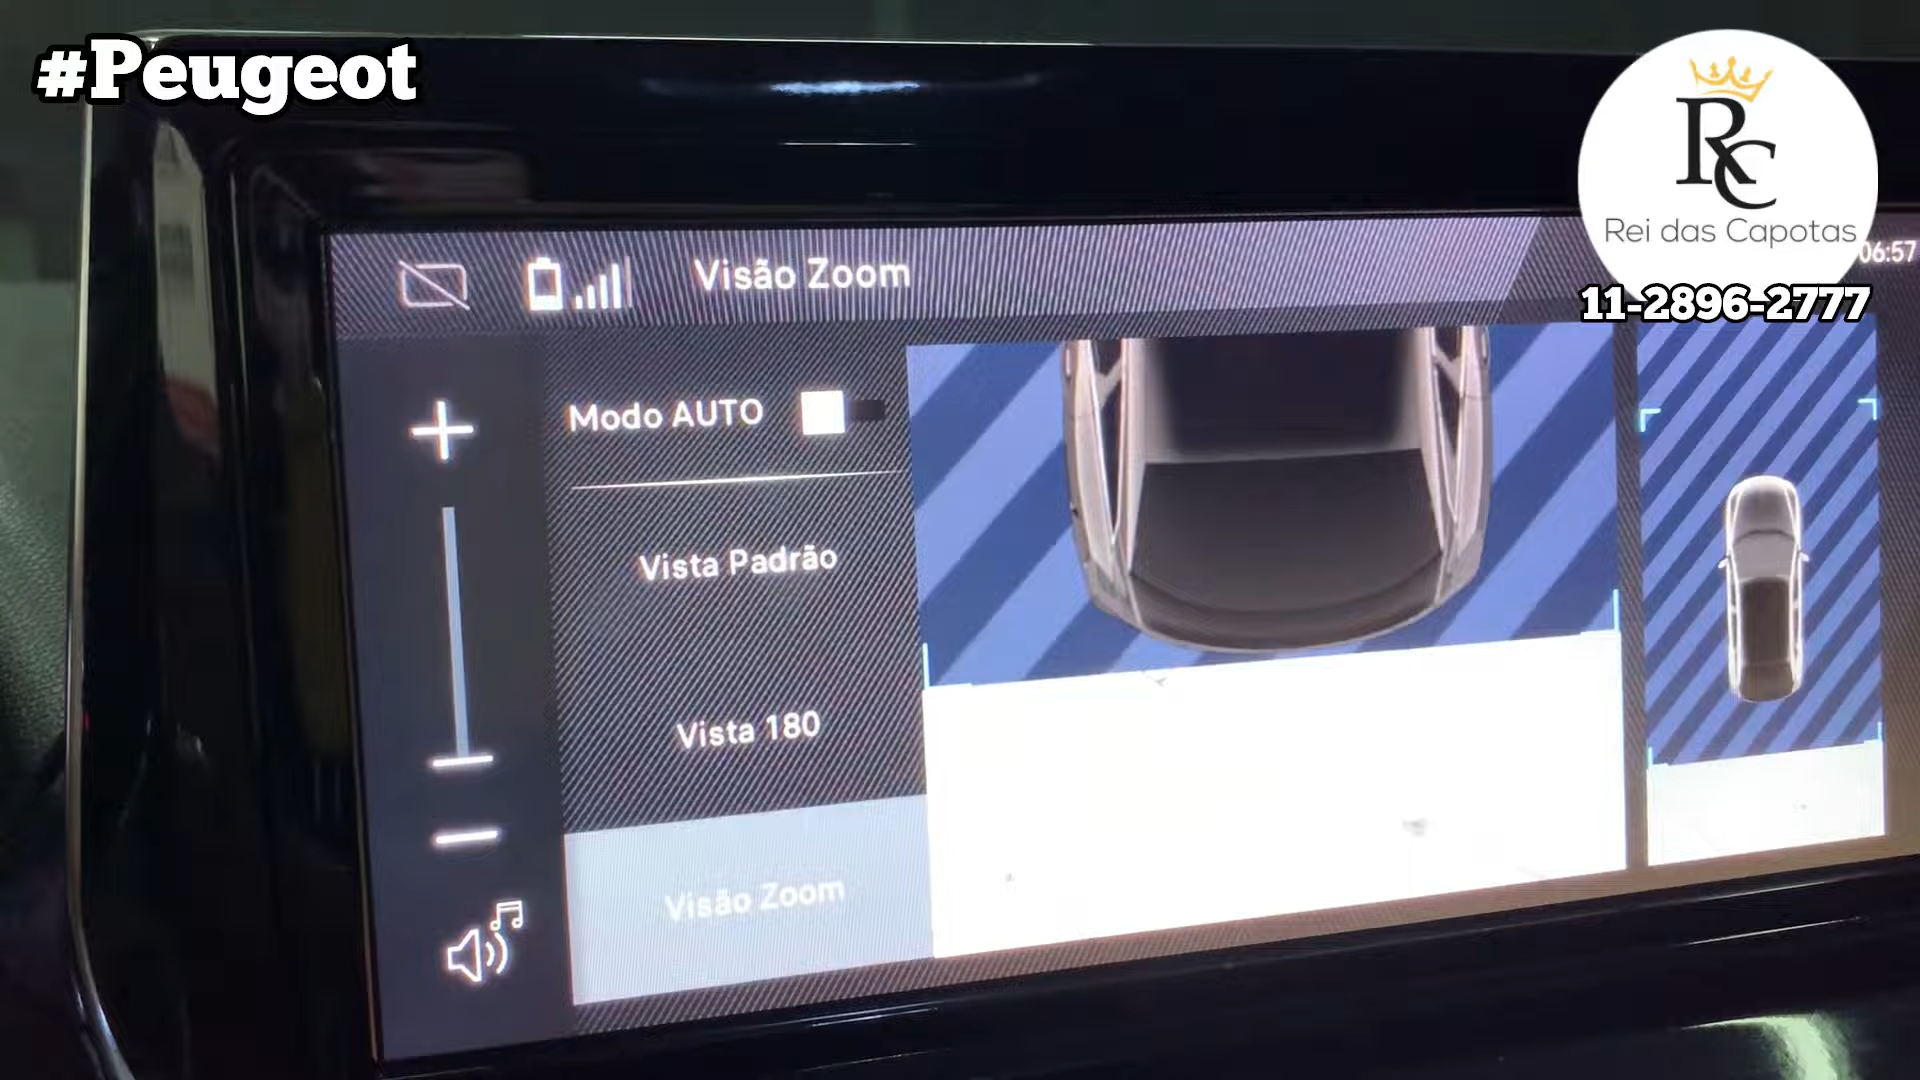 #Peugeot
RC
Rei das Capotas
11-2896-2777
06:57
Visão Zoom
Modo AUTO
Vista Padrão
Vista 180
Visão Zoom